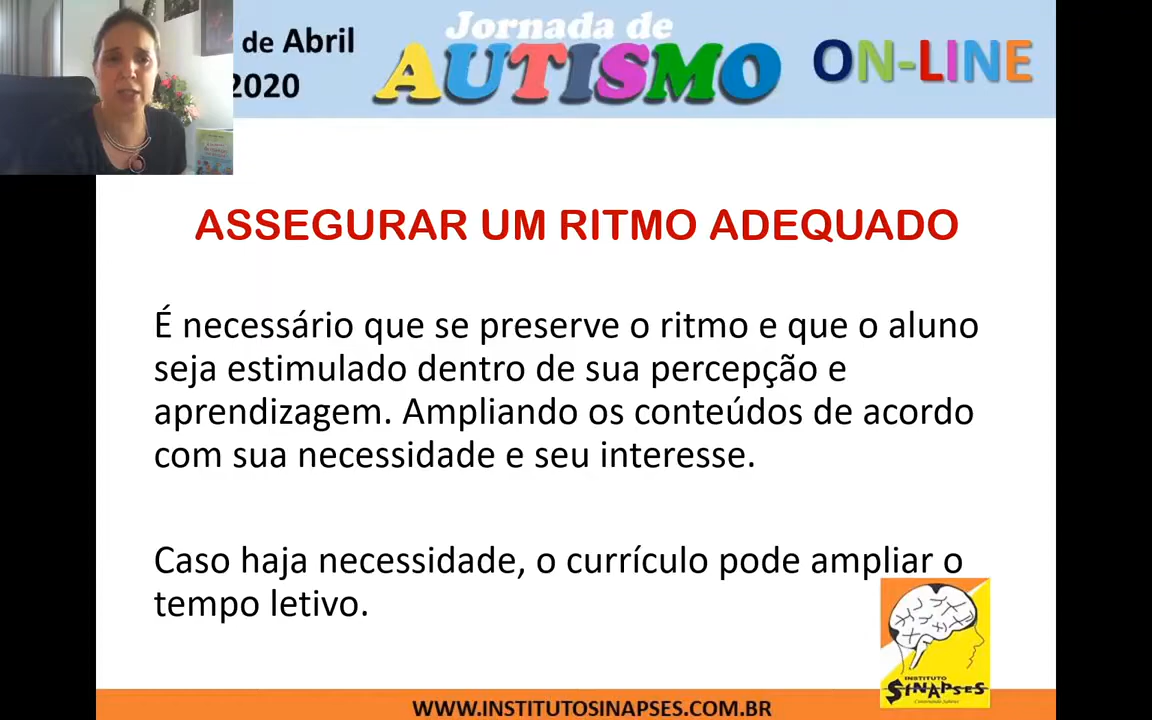 de Abril
2020
Jornada de
AUTISMO
ON-LINE
ASSEGURAR UM RITMO ADEQUADO
É necessário que se preserve o ritmo e que o aluno
seja estimulado dentro de sua percepção e
aprendizagem. Ampliando os conteúdos de acordo
com sua necessidade e seu interesse.
Caso haja necessidade, o currículo pode ampliar o
tempo letivo.
INSTITUTO
SINAPSES
WWW.INSTITUTOSINAPSES.COM.BR